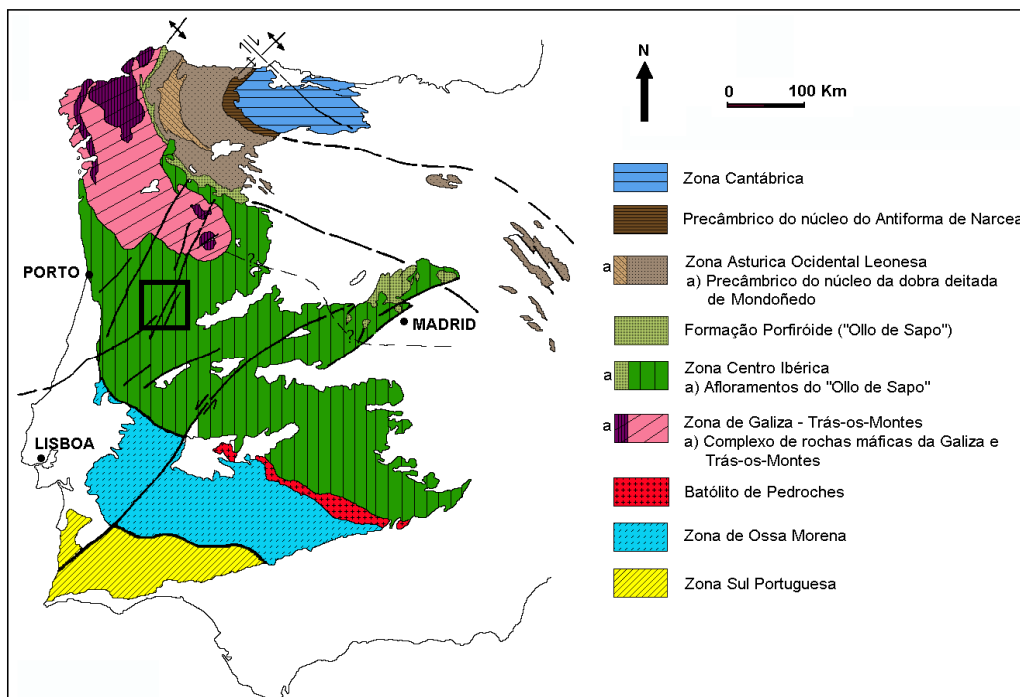 N
0 100 Km
PORTO
MADRID
LISBOA
?
?
?
Zona Cantábrica
Precâmbrico do núcleo do Antiforma de Narcea
a
Zona Asturica Ocidental Leonesa
a) Precâmbrico do núcleo da dobra deitada
de Mondoñedo
Formação Porfiróide ("Ollo de Sapo")
a
Zona Centro Ibérica
a) Afloramentos do "Ollo de Sapo"
a
Zona de Galiza - Trás-os-Montes
a) Complexo de rochas máficas da Galiza e
Trás-os-Montes
Batólito de Pedroches
Zona de Ossa Morena
Zona Sul Portuguesa